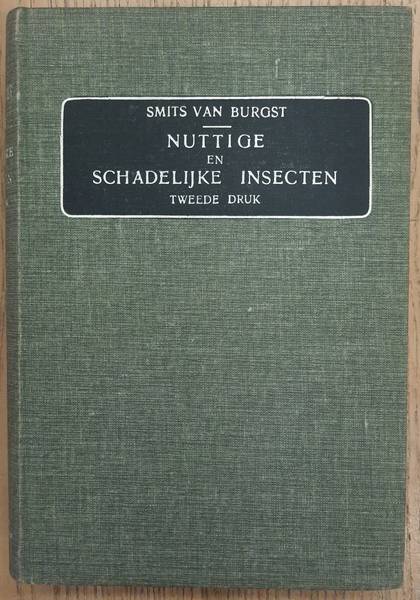 SMITS VAN BURGST
NUTTIGE
EN
SCHADELIJKE INSECTEN
TWEEDE DRUK